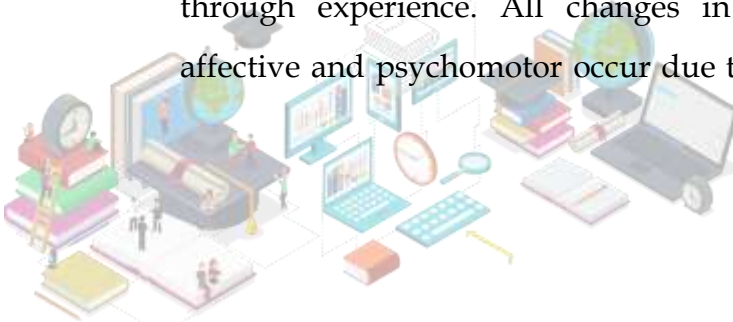 through experience. All changes in
affective and psychomotor occur due t